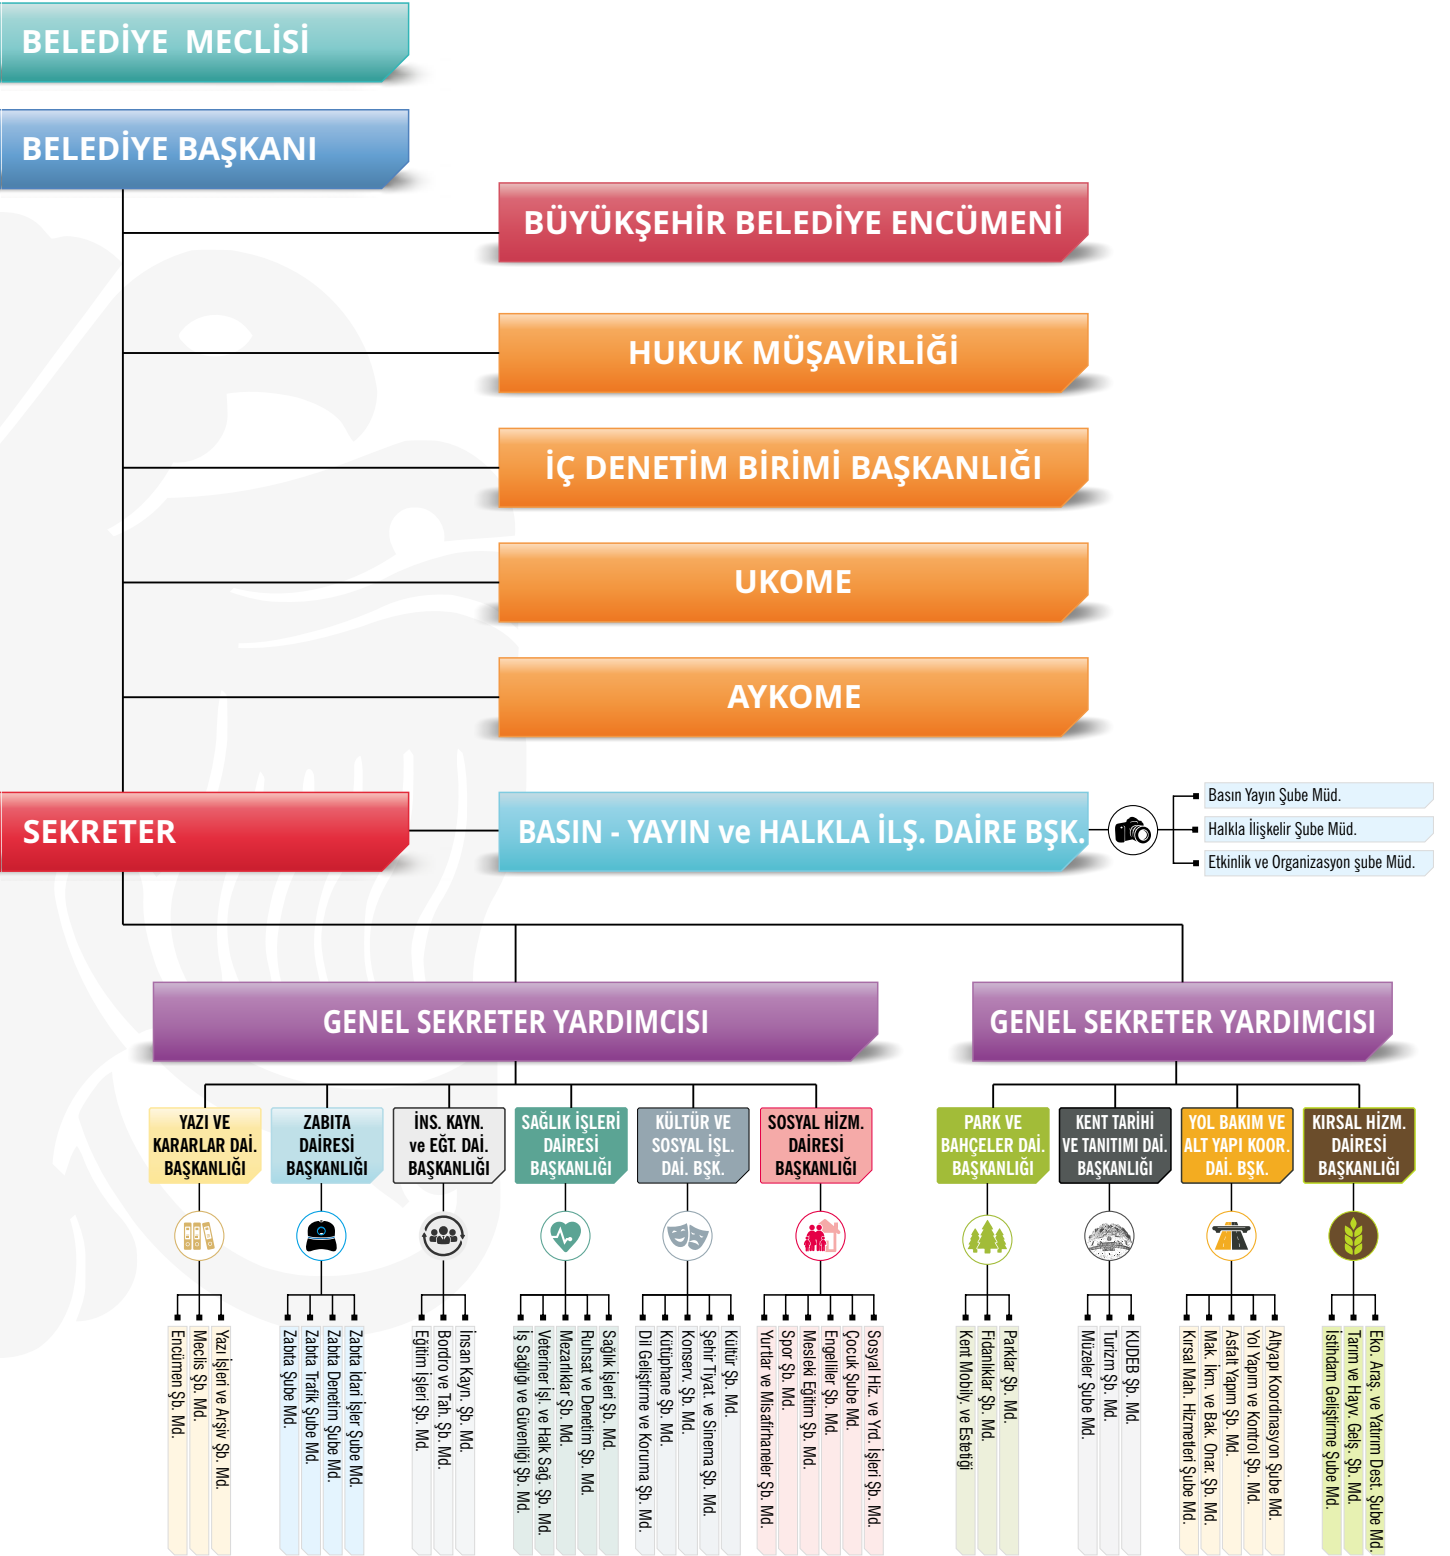 BELEDİYE MECLİSİ
BELEDİYE BAŞKANI
BÜYÜKŞEHİR BELEDİYE ENCÜMENİ
HUKUK MÜŞAVİRLİĞİ
İÇ DENETİM BİRİMİ BAŞKANLIĞI
UKOME
AYKOME
SEKRETER
BASIN - YAYIN ve HALKLA İLŞ. DAİRE BŞK.
Basın Yayın Şube Müd.
Halkla İlişkelir Şube Müd.
Etkinlik ve Organizasyon şube Müd.
GENEL SEKRETER YARDIMCISI
GENEL SEKRETER YARDIMCISI
YAZI VE
KARARLAR DAİ.
BAŞKANLIĞI
ZABITA
DAİRESİ
BAŞKANLIĞI
İNS. KAYN.
ve EĞT. DAİ.
BAŞKANLIĞI
SAĞLIK İŞLERİ
DAİRESİ
BAŞKANLIĞI
KÜLTÜR VE
SOSYAL İŞL.
DAİ. BŞK.
SOSYAL HİZM.
DAİRESİ
BAŞKANLIĞI
PARK VE
BAHÇELER DAİ.
BAŞKANLIĞI
KENT TARİHİ
VE TANITIMI DAİ.
BAŞKANLIĞI
YOL BAKIM VE
ALT YAPI KOOR.
DAİ. BŞK.
KIRSAL HİZM.
DAİRESİ
BAŞKANLIĞI
Encümen Şb. Md.
Meclis Şb. Md.
Yazı İşleri ve Arşiv Şb. Md.
Zabıta Şube Md.
Zabıta Trafik Şube Md.
Zabıta Denetim Şube Md.
Zabıta İdari İşler Şube Md.
Eğitim İşleri Şb. Md.
Bordro ve Tah. Şb. Md.
İnsan Kayn. Şb. Md.
İş Sağlığı ve Güvenliği Şb. Md.
Veteriner İşl. ve Halk Sağ. Şb. Md.
Mezarlıklar Şb. Md.
Ruhsat ve Denetim Şb. Md.
Sağlık İşleri Şb. Md.
Dil Geliştirme ve Koruma Şb. Md.
Kütüphane Şb. Md.
Konserv. Şb. Md.
Şehir Tiyat. ve Sinema Şb. Md.
Kültür Şb. Md.
Yurtlar ve Misafirhaneler Şb. Md.
Spor Şb. Md.
Mesleki Eğitim Şb. Md.
Engelliler Şb. Md.
Çocuk Şube Md.
Sosyal Hiz. ve Yrd. İşleri Şb. Md.
Kent Mobily. ve Estetiği
Fidanlıklar Şb. Md.
Parklar Şb. Md.
Müzeler Şube Md.
Turizm Şb. Md.
KUDEB Şb. Md.
Kırsal Mah. Hizmetleri Şube Md.
Mak. İkm. ve Bak. Onar. Şb. Md.
Asfalt Yapım Şb. Md.
Yol Yapım ve Kontrol Şb. Md.
Altyapı Koordinasyon Şube Md.
İstihdam Geliştirme Şube Md.
Tarım ve Hayv. Gelş. Şb. Md.
Eko. Araş. ve Yatırım Dest. Şube Md.